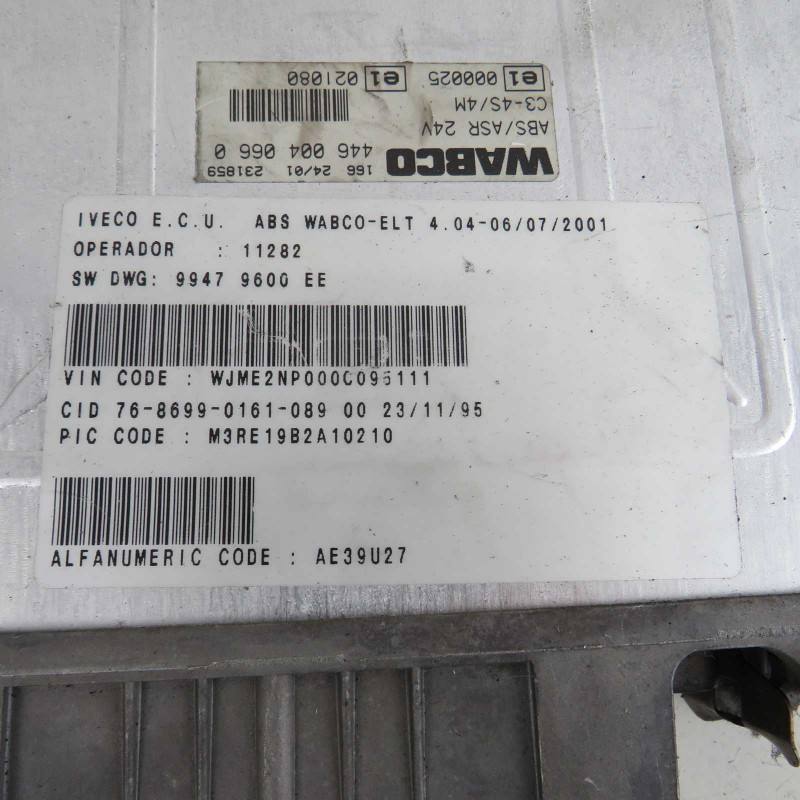 WABCO
166 24/01 231859
446 004 066 0
ABS/ASR 24V
C3-4S/4M
e1 000025 e1 021080
IVECO E.C.U. ABS WABCO-ELT 4.04-06/07/2001
OPERADOR : 11282
SW DWG: 9947 9600 EE
VIN CODE : WJME2NP0000095111
CID 76-8699-0161-089 00 23/11/95
PIC CODE : M3RE19B2A10210
ALFANUMERIC CODE : AE39U27